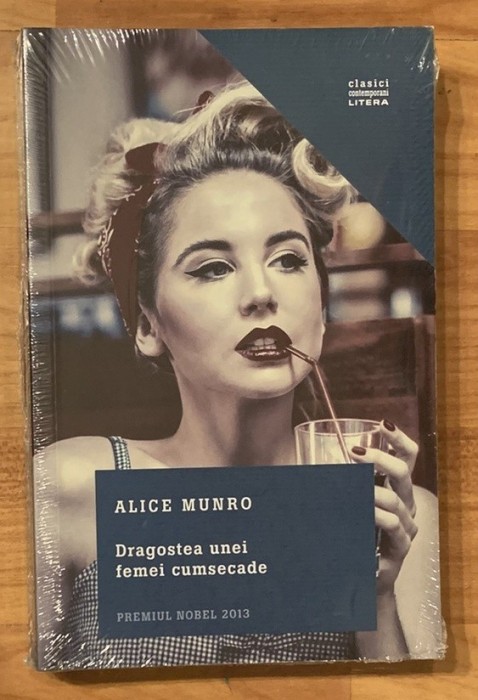 clasici
contemporani
LITERA
ALICE MUNRO
Dragostea unei
femei cumsecade
PREMIUL NOBEL 2013